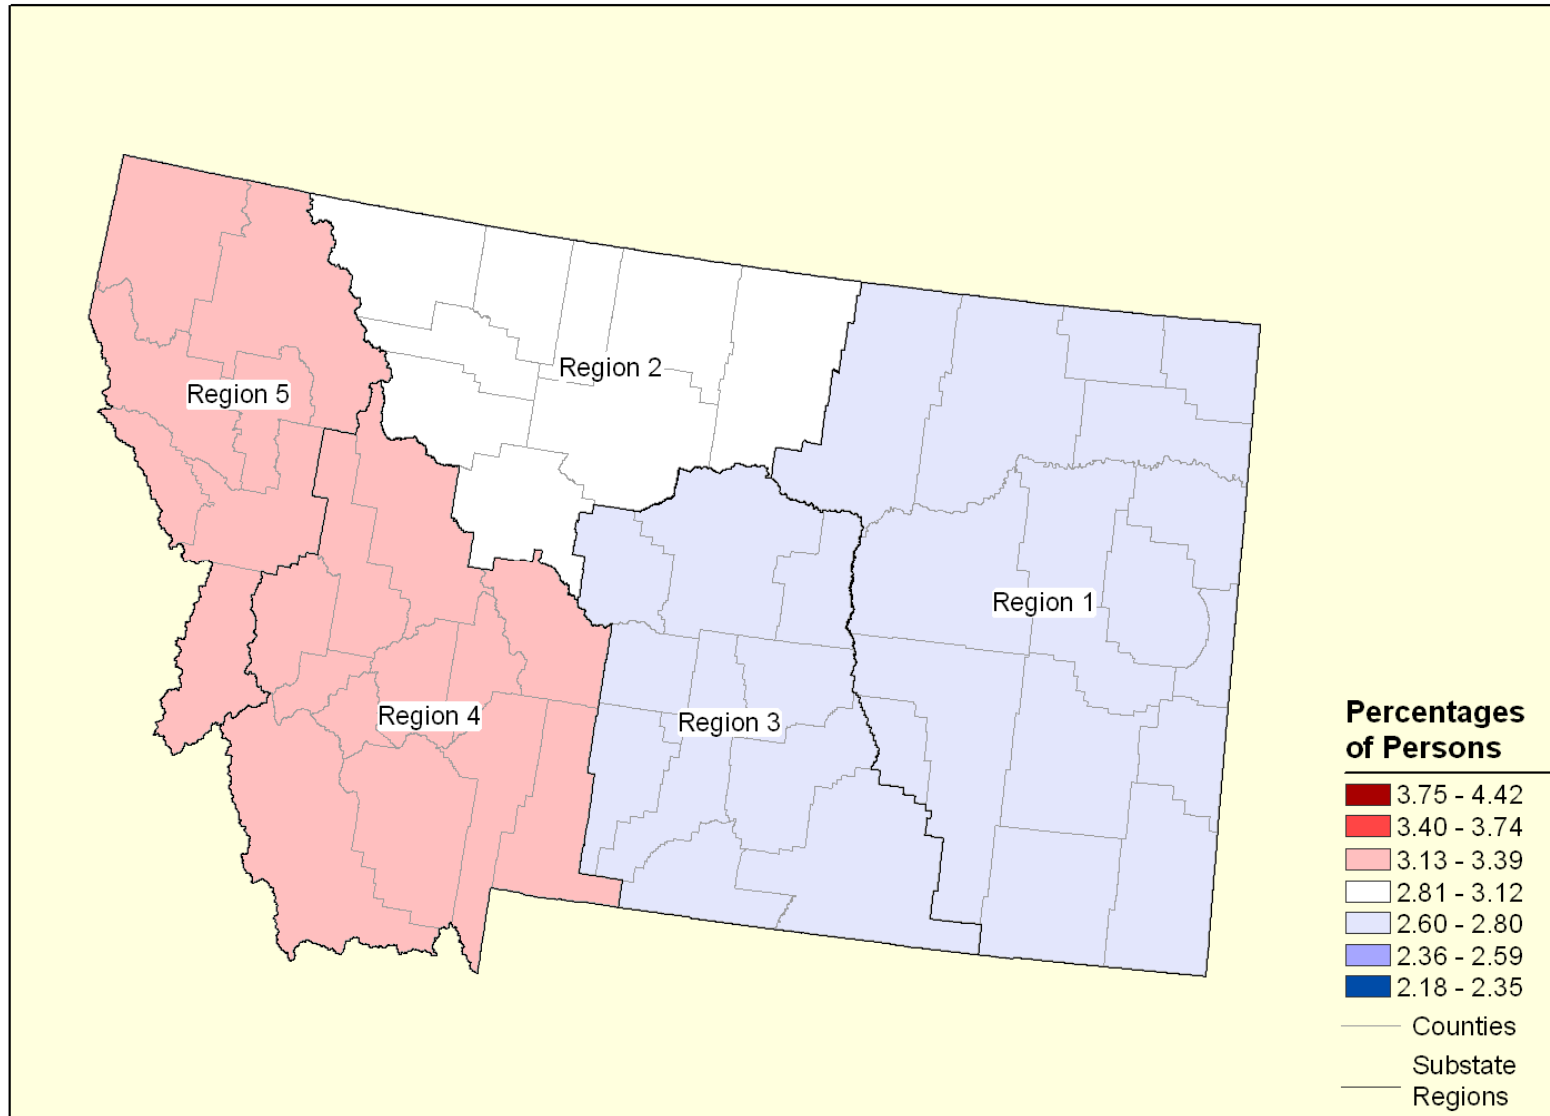 Region 2
Region 5
Region 1
Region 4
Region 3
Percentages
of Persons
3.75 - 4.42
3.40 - 3.74
3.13 - 3.39
2.81 - 3.12
2.60 - 2.80
2.36 - 2.59
2.18 - 2.35
Counties
Substate
Regions